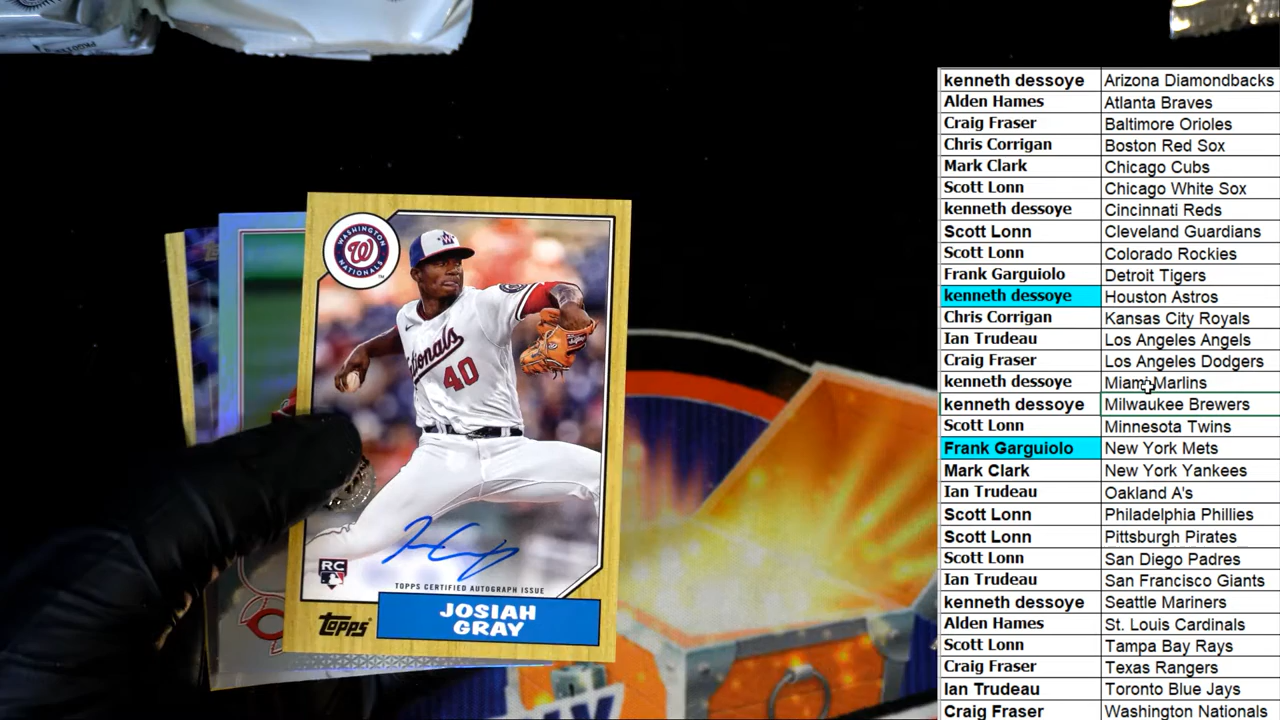 WASHINGTON
NATIONALS
Nationals
40
RC
TOPPS CERTIFIED AUTOGRAPH ISSUE
Topps
JOSIAH
GRAY
kenneth dessoye Arizona Diamondbacks
Alden Hames Atlanta Braves
Craig Fraser Baltimore Orioles
Chris Corrigan Boston Red Sox
Mark Clark Chicago Cubs
Scott Lonn Chicago White Sox
kenneth dessoye Cincinnati Reds
Scott Lonn Cleveland Guardians
Scott Lonn Colorado Rockies
Frank Garguiolo Detroit Tigers
kenneth dessoye Houston Astros
Chris Corrigan Kansas City Royals
Ian Trudeau Los Angeles Angels
Craig Fraser Los Angeles Dodgers
kenneth dessoye Miami Marlins
kenneth dessoye Milwaukee Brewers
Scott Lonn Minnesota Twins
Frank Garguiolo New York Mets
Mark Clark New York Yankees
Ian Trudeau Oakland A's
Scott Lonn Philadelphia Phillies
Scott Lonn Pittsburgh Pirates
Scott Lonn San Diego Padres
Ian Trudeau San Francisco Giants
kenneth dessoye Seattle Mariners
Alden Hames St. Louis Cardinals
Scott Lonn Tampa Bay Rays
Craig Fraser Texas Rangers
Ian Trudeau Toronto Blue Jays
Craig Fraser Washington Nationals